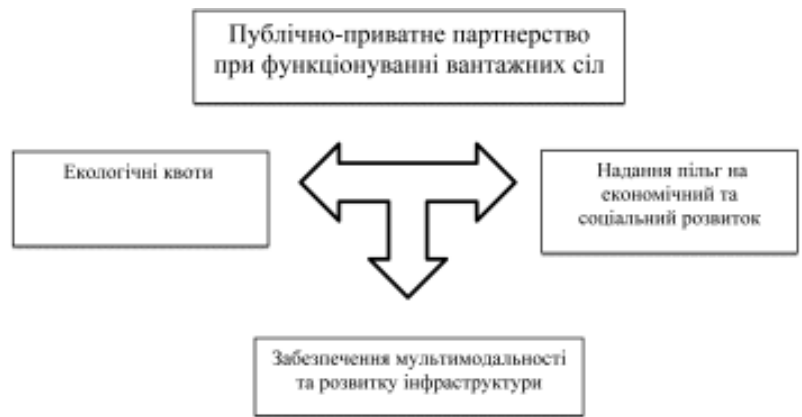 Публічно-приватне партнерство
при функціонуванні вантажних сіл
Екологічні квоти
Надання пільг на
економічний та
соціальний розвиток
Забезпечення мультимодальності
та розвитку інфраструктури